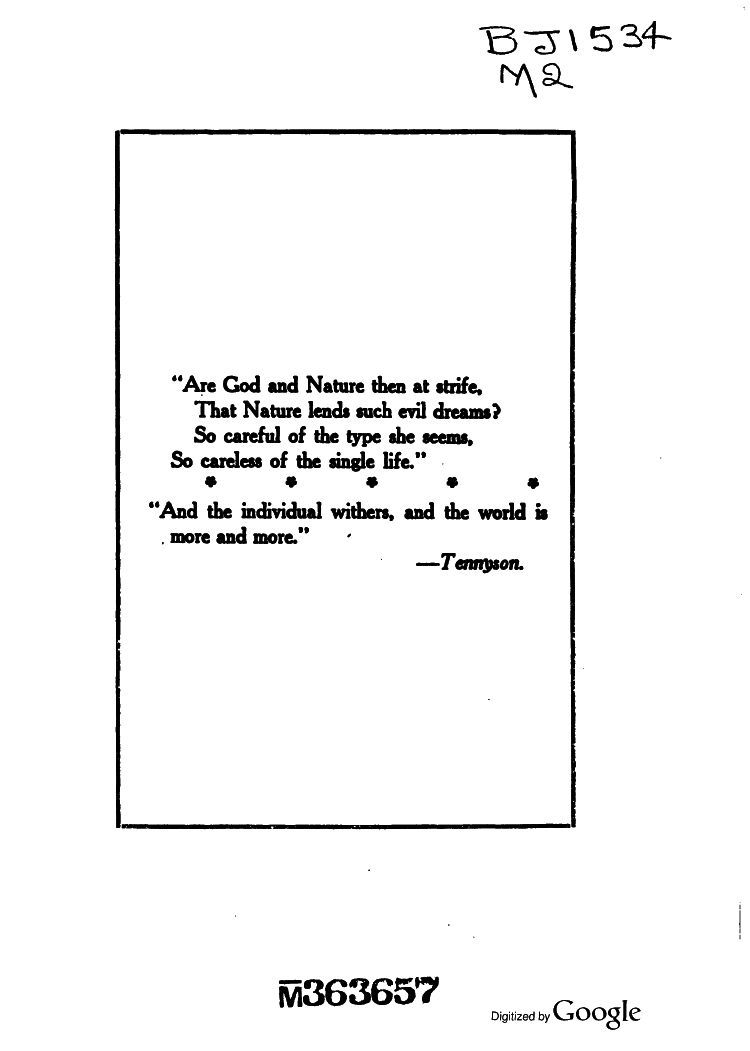 BJ1534
M2
"Are God and Nature then at strife,
That Nature lends such evil dreams?
So careful of the type she seems,
So careless of the single life."
* * * * *
"And the individual withers, and the world is
more and more."
—Tennyson.
M363657
Digitized by Google